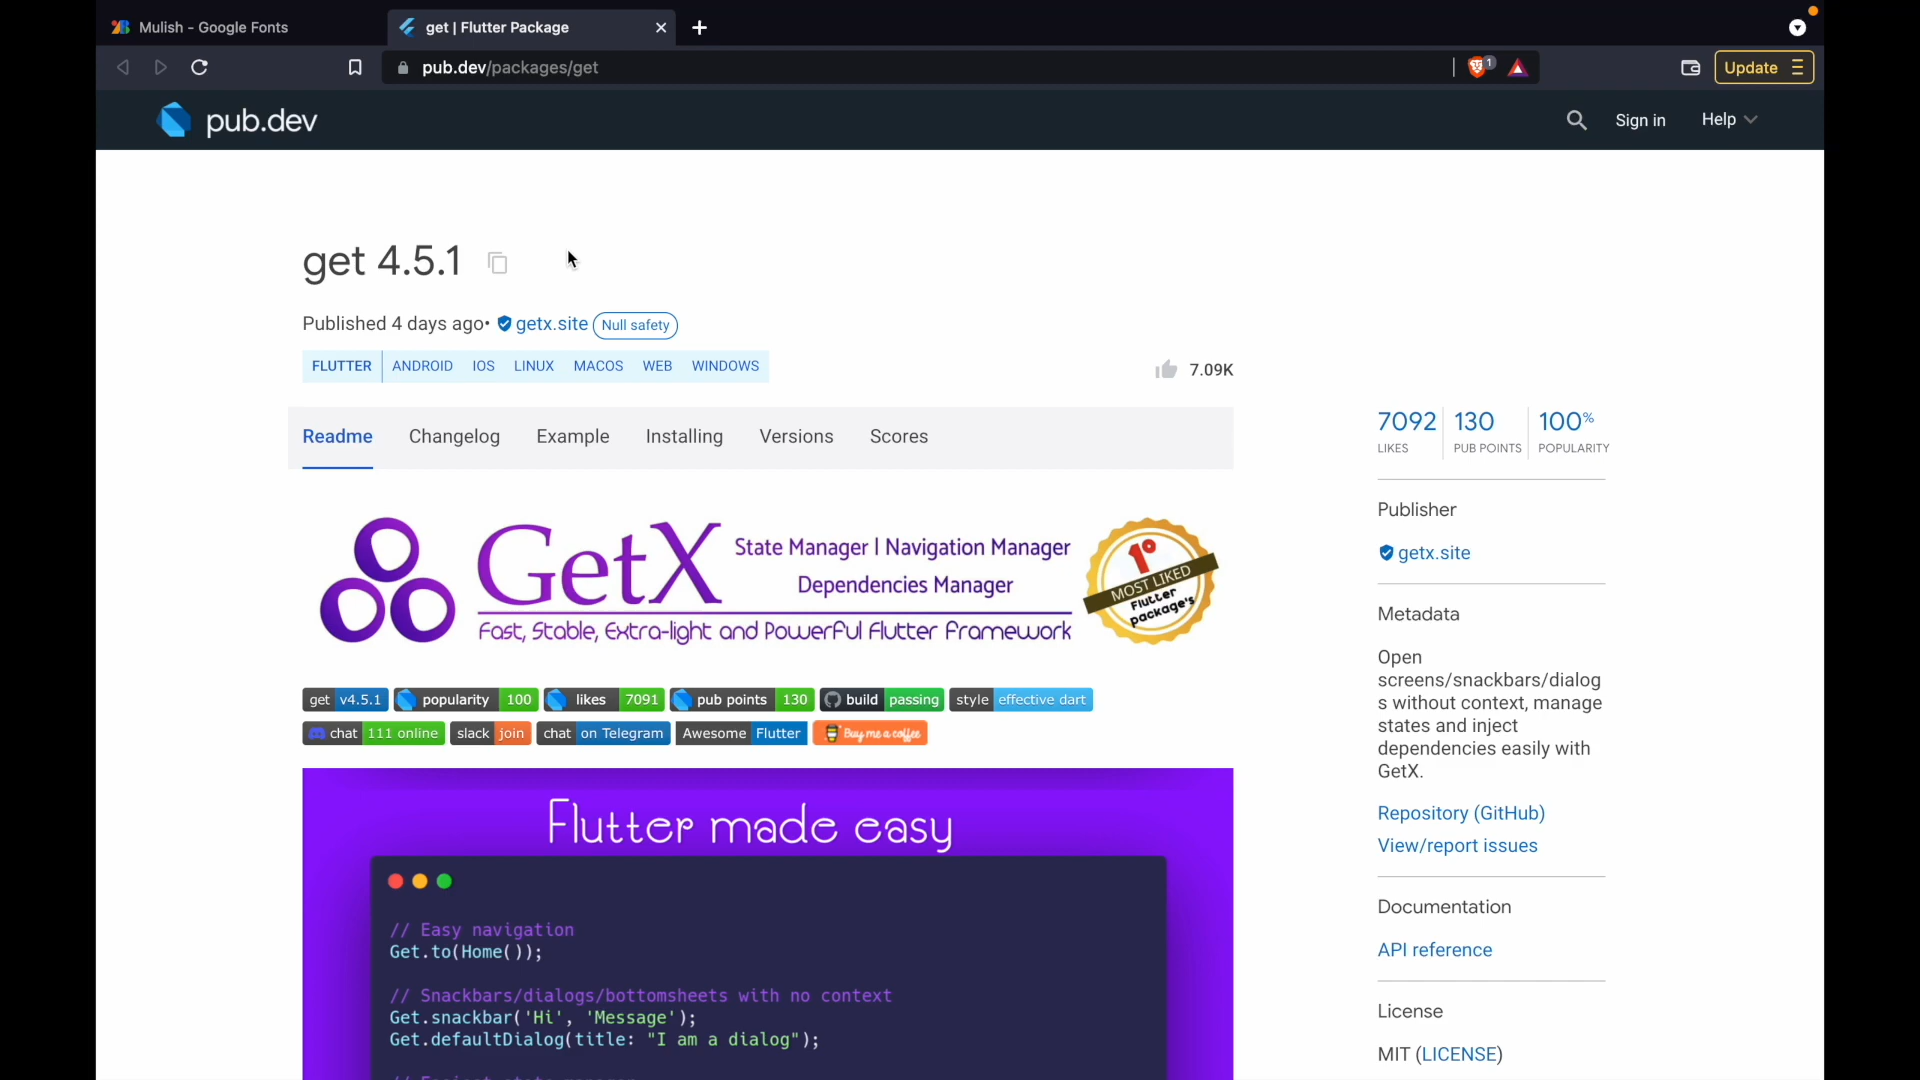 Mulish - Google Fonts
get | Flutter Package
pub.dev/packages/get
1
Update
pub.dev
Sign in
Help
get 4.5.1
Published 4 days ago• getx.site Null safety
FLUTTER ANDROID IOS LINUX MACOS WEB WINDOWS
7.09K
Readme Changelog Example Installing Versions Scores
7092 130 100%
LIKES PUB POINTS POPULARITY
GetX
State Manager | Navigation Manager
Dependencies Manager
Fast, Stable, Extra-light and Powerful Flutter Framework
1º
MOST LIKED
Flutter
package's
get v4.5.1 popularity 100 likes 7091 pub points 130 build passing style effective dart
chat 111 online slack join chat on Telegram Awesome Flutter Buy me a coffee
Flutter made easy
// Easy navigation
Get.to(Home());
// Snackbars/dialogs/bottomsheets with no context
Get.snackbar('Hi', 'Message');
Get.defaultDialog(title: "I am a dialog");
Publisher
getx.site
Metadata
Open
screens/snackbars/dialog
s without context, manage
states and inject
dependencies easily with
GetX.
Repository (GitHub)
View/report issues
Documentation
API reference
License
MIT (LICENSE)